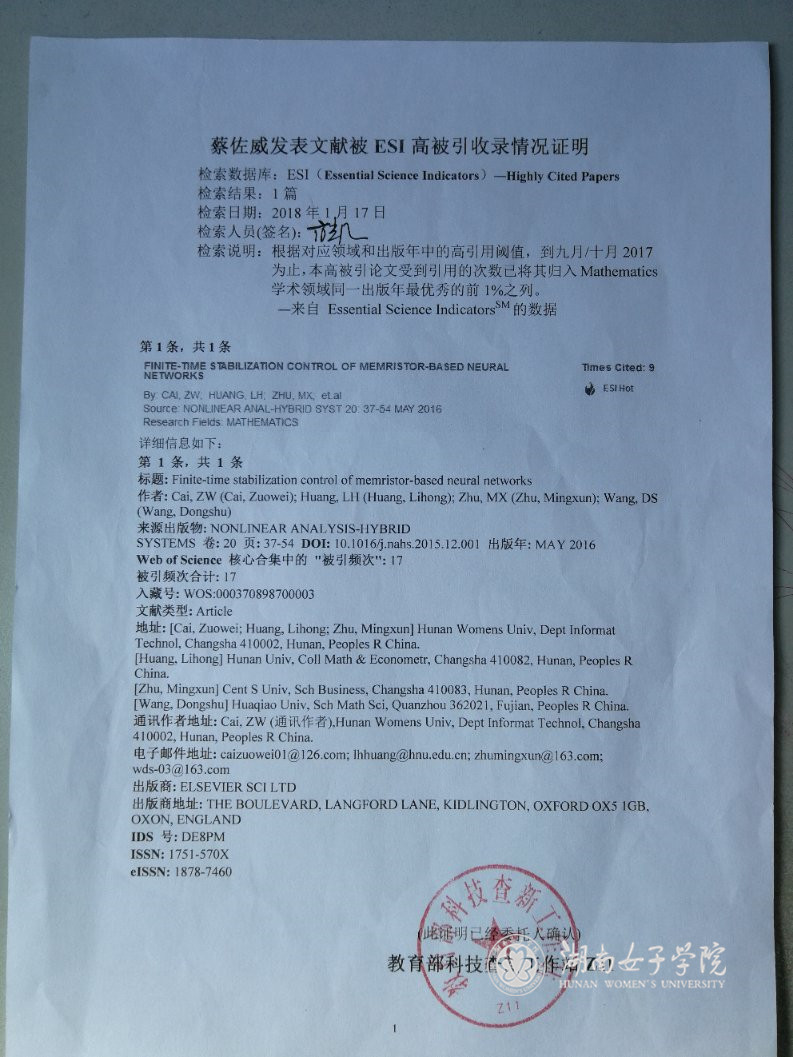 蔡佐威发表文献被 ESI 高被引收录情况证明
检索数据库：ESI（Essential Science Indicators）—Highly Cited Papers
检索结果：1 篇
检索日期：2018 年 1 月 17 日
检索人员(签名):
检索说明：根据对应领域和出版年中的高引用阈值，到九月/十月 2017
为止，本高被引论文受到引用的次数已将其归入 Mathematics
学术领域同一出版年最优秀的前 1%之列。
—来自 Essential Science IndicatorsSM 的数据
第 1 条，共 1 条
FINITE-TIME STABILIZATION CONTROL OF MEMRISTOR-BASED NEURAL
NETWORKS
Times Cited: 9
ESI Hot
By: CAI, ZW; HUANG, LH; ZHU, MX; et.al
Source: NONLINEAR ANAL-HYBRID SYST 20: 37-54 MAY 2016
Research Fields: MATHEMATICS
详细信息如下：
第 1 条，共 1 条
标题: Finite-time stabilization control of memristor-based neural networks
作者: Cai, ZW (Cai, Zuowei); Huang, LH (Huang, Lihong); Zhu, MX (Zhu, Mingxun); Wang, DS
(Wang, Dongshu)
来源出版物: NONLINEAR ANALYSIS-HYBRID
SYSTEMS 卷: 20 页: 37-54 DOI: 10.1016/j.nahs.2015.12.001 出版年: MAY 2016
Web of Science 核心合集中的 "被引频次": 17
被引频次合计: 17
入藏号: WOS:000370898700003
文献类型: Article
地址: [Cai, Zuowei; Huang, Lihong; Zhu, Mingxun] Hunan Womens Univ, Dept Informat
Technol, Changsha 410002, Hunan, Peoples R China.
[Huang, Lihong] Hunan Univ, Coll Math & Econometr, Changsha 410082, Hunan, Peoples R
China.
[Zhu, Mingxun] Cent S Univ, Sch Business, Changsha 410083, Hunan, Peoples R China.
[Wang, Dongshu] Huaqiao Univ, Sch Math Sci, Quanzhou 362021, Fujian, Peoples R China.
通讯作者地址: Cai, ZW (通讯作者),Hunan Womens Univ, Dept Informat Technol, Changsha
410002, Hunan, Peoples R China.
电子邮件地址: caizuowei01@126.com; lhhuang@hnu.edu.cn; zhumingxun@163.com;
wds-03@163.com
出版商: ELSEVIER SCI LTD
出版商地址: THE BOULEVARD, LANGFORD LANE, KIDLINGTON, OXFORD OX5 1GB,
OXON, ENGLAND
IDS 号: DE8PM
ISSN: 1751-570X
eISSN: 1878-7460
(此证明已经委托人确认)
教育部科技查新工作站 Z11
教育部科技查新工作站
Z11
湖南女子学院
HUNAN WOMEN'S UNIVERSITY
1